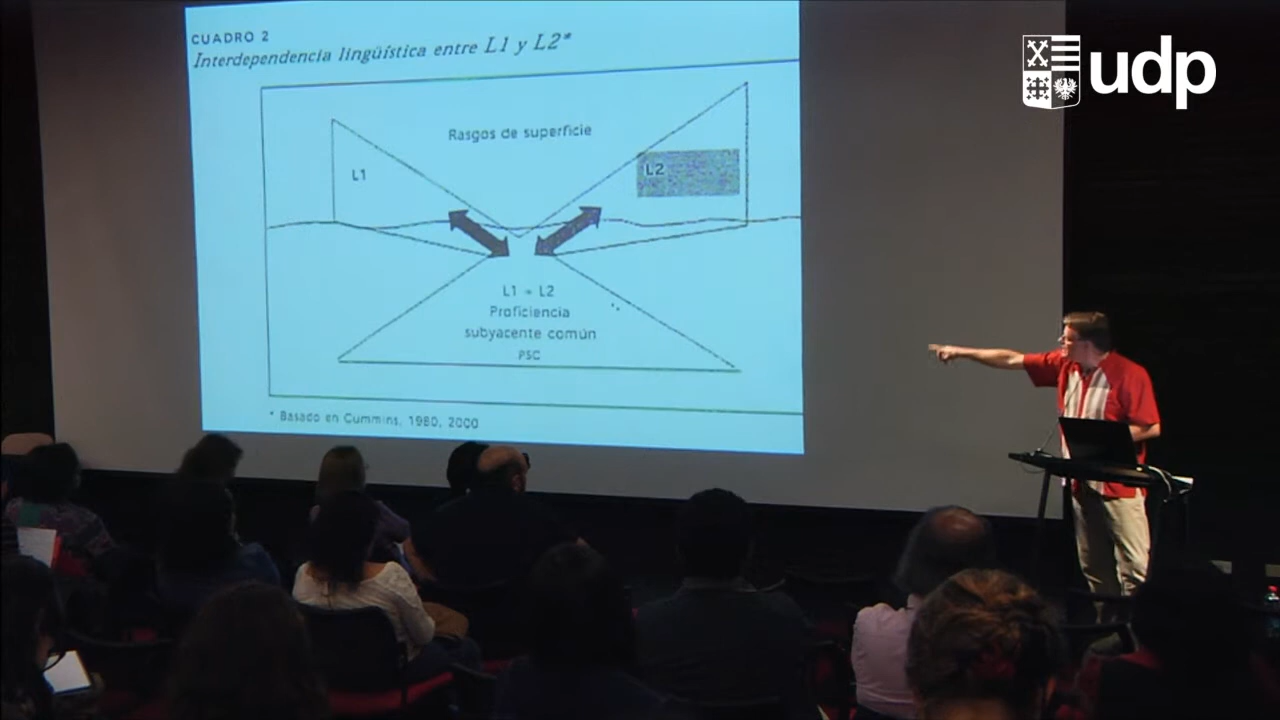 CUADRO 2
Interdependencia lingüística entre L1 y L2*
Rasgos de superficie
L1
L2
L1 + L2
Proficiencia
subyacente común
PSC
* Basado en Cummins, 1980, 2000
udp